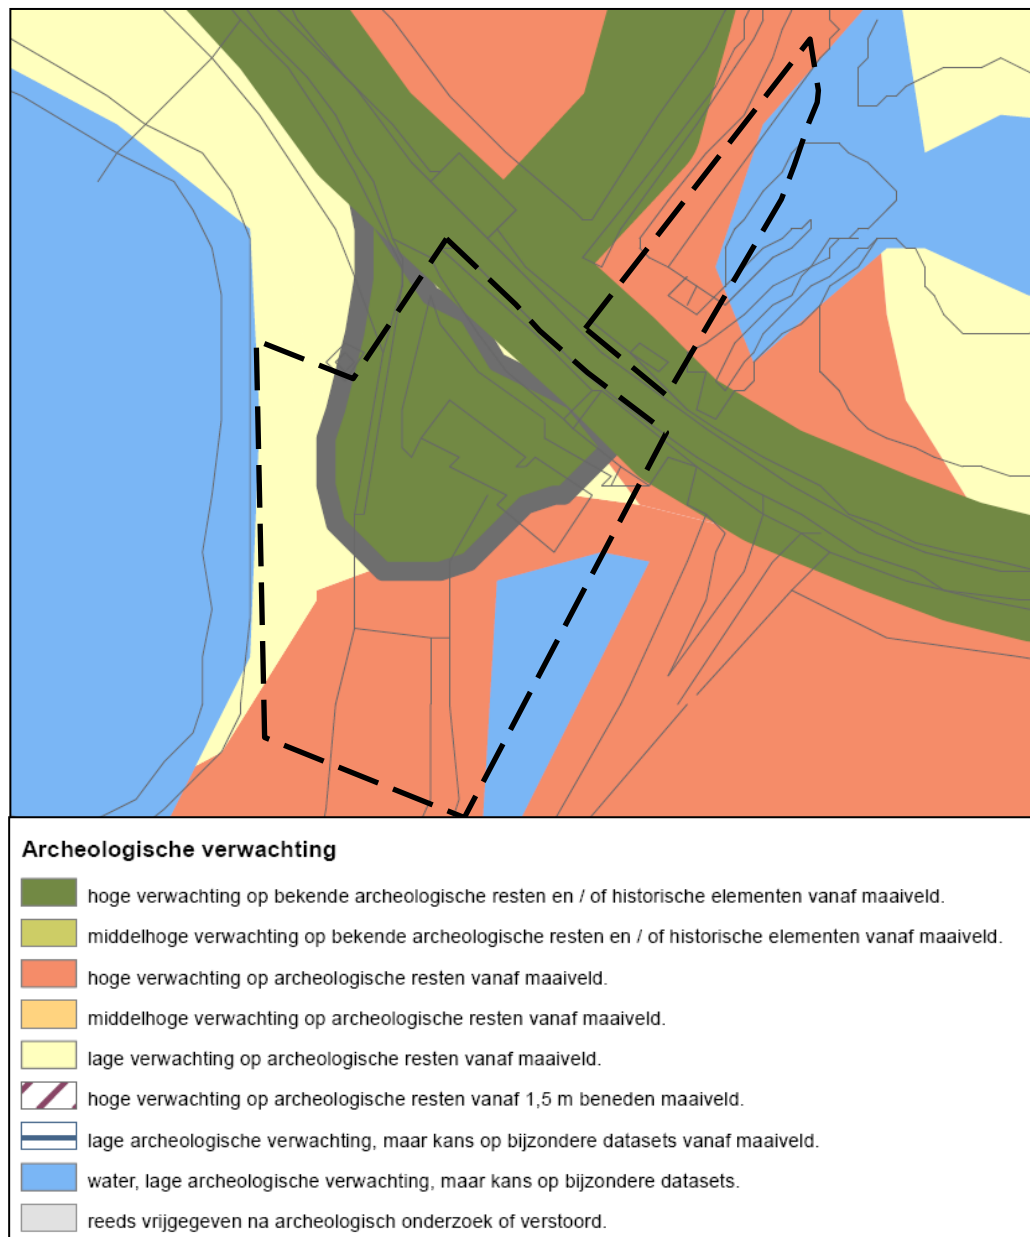 Archeologische verwachting
hoge verwachting op bekende archeologische resten en / of historische elementen vanaf maaiveld.
middelhoge verwachting op bekende archeologische resten en / of historische elementen vanaf maaiveld.
hoge verwachting op archeologische resten vanaf maaiveld.
middelhoge verwachting op archeologische resten vanaf maaiveld.
lage verwachting op archeologische resten vanaf maaiveld.
hoge verwachting op archeologische resten vanaf 1,5 m beneden maaiveld.
lage archeologische verwachting, maar kans op bijzondere datasets vanaf maaiveld.
water, lage archeologische verwachting, maar kans op bijzondere datasets.
reeds vrijgegeven na archeologisch onderzoek of verstoord.